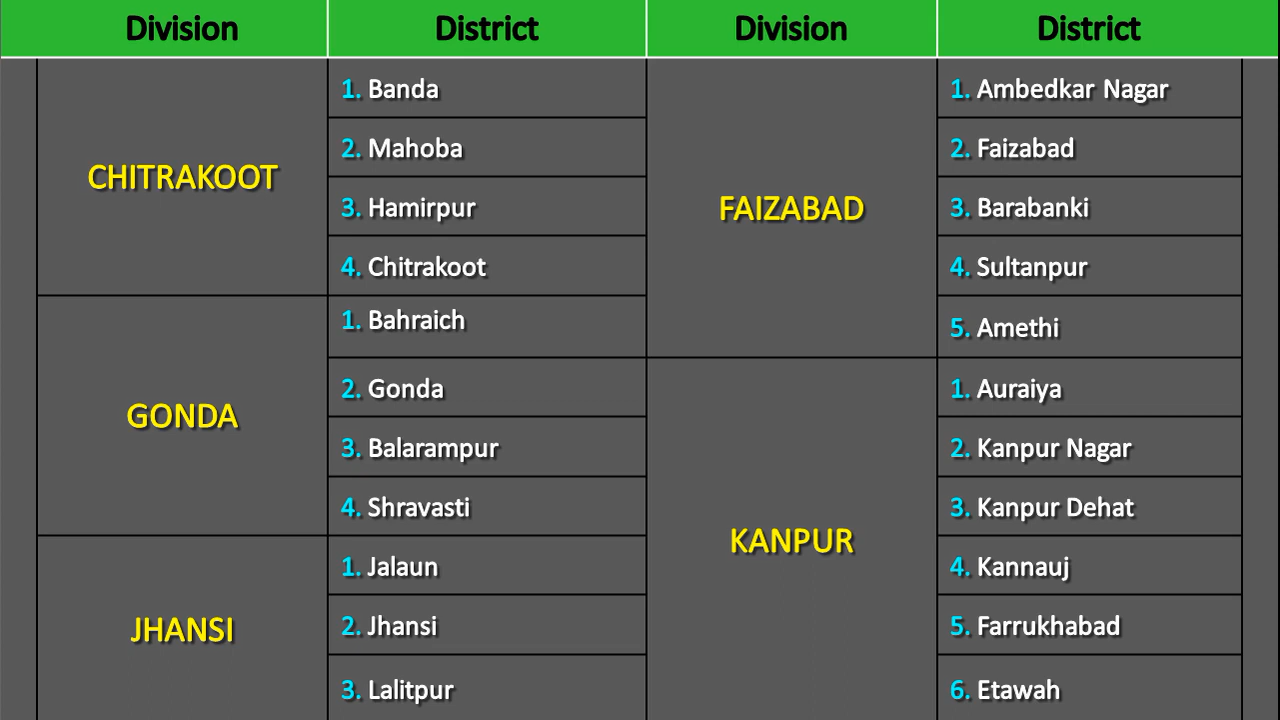 Division District Division District
CHITRAKOOT
1. Banda
2. Mahoba
3. Hamirpur
4. Chitrakoot
GONDA
1. Bahraich
2. Gonda
3. Balarampur
4. Shravasti
JHANSI
1. Jalaun
2. Jhansi
3. Lalitpur
FAIZABAD
1. Ambedkar Nagar
2. Faizabad
3. Barabanki
4. Sultanpur
5. Amethi
KANPUR
1. Auraiya
2. Kanpur Nagar
3. Kanpur Dehat
4. Kannauj
5. Farrukhabad
6. Etawah